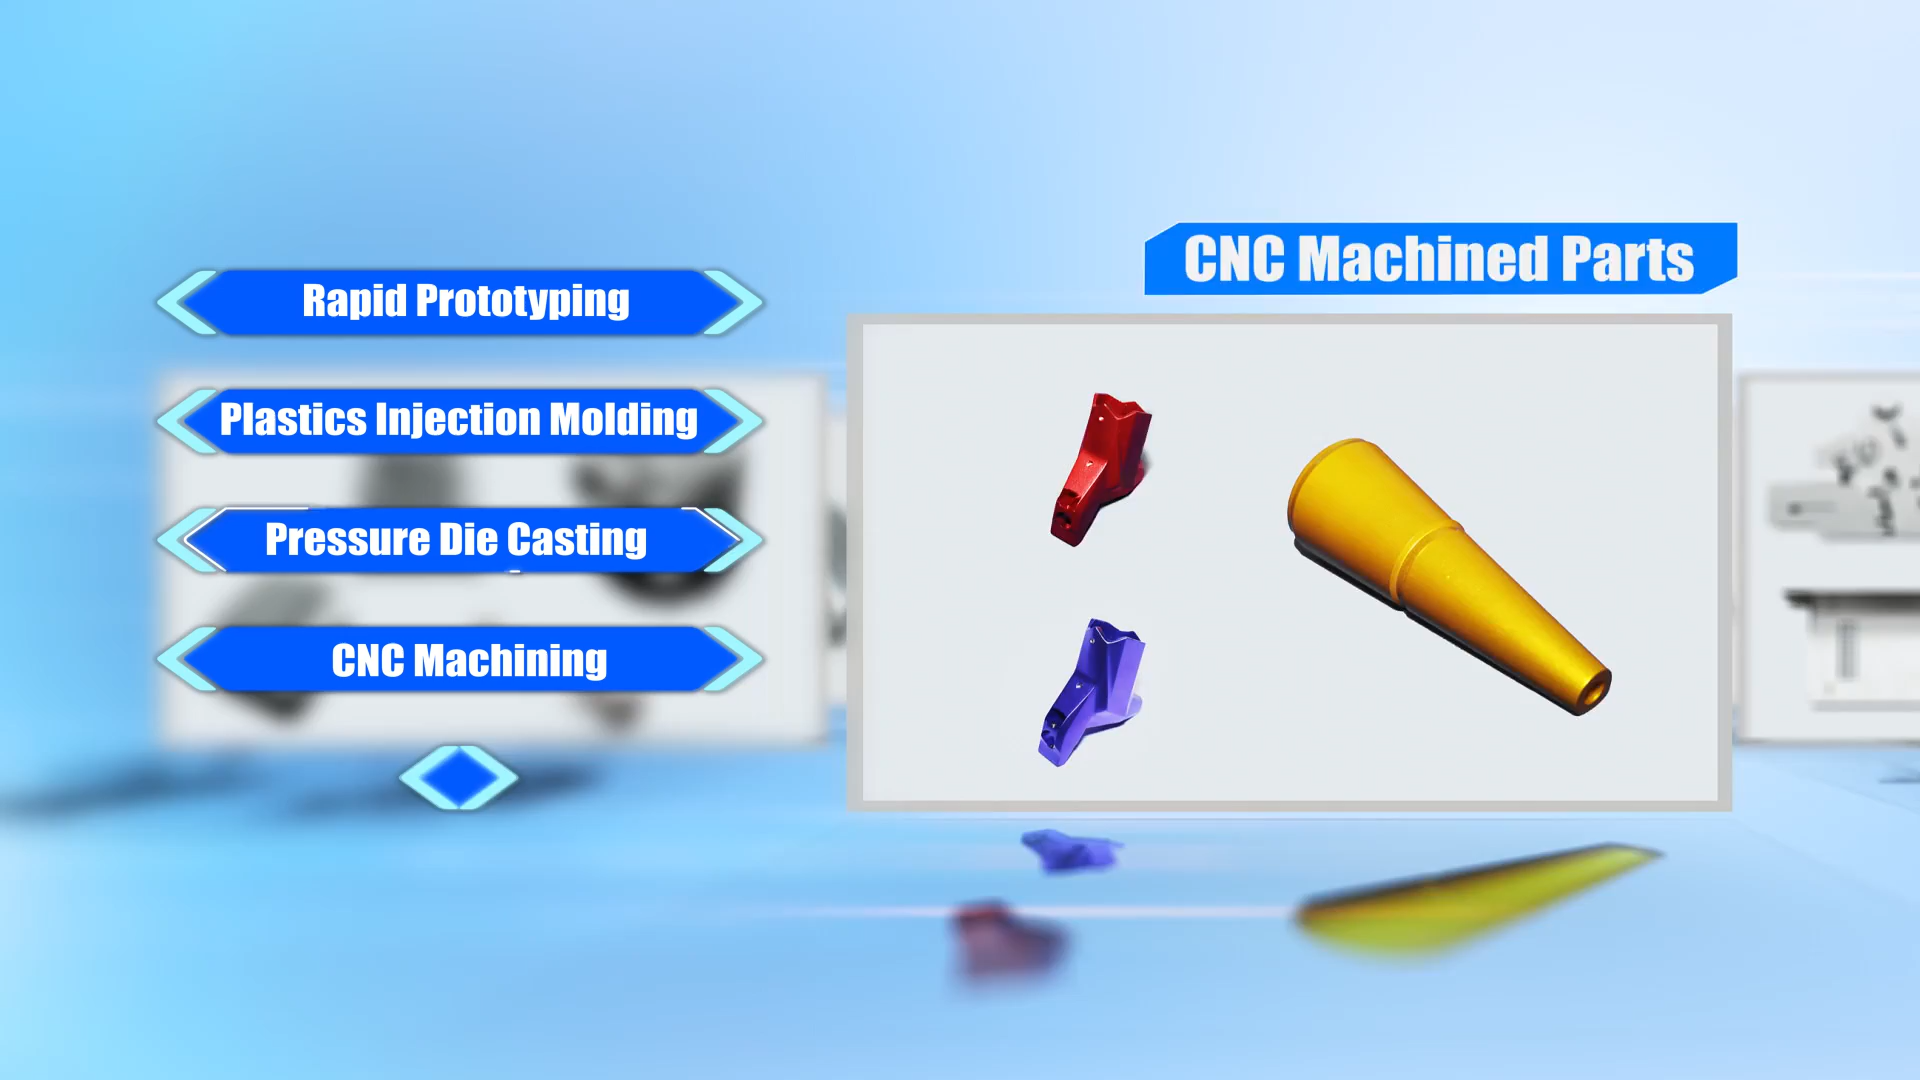 CNC Machined Parts
Rapid Prototyping
Plastics Injection Molding
Pressure Die Casting
CNC Machining